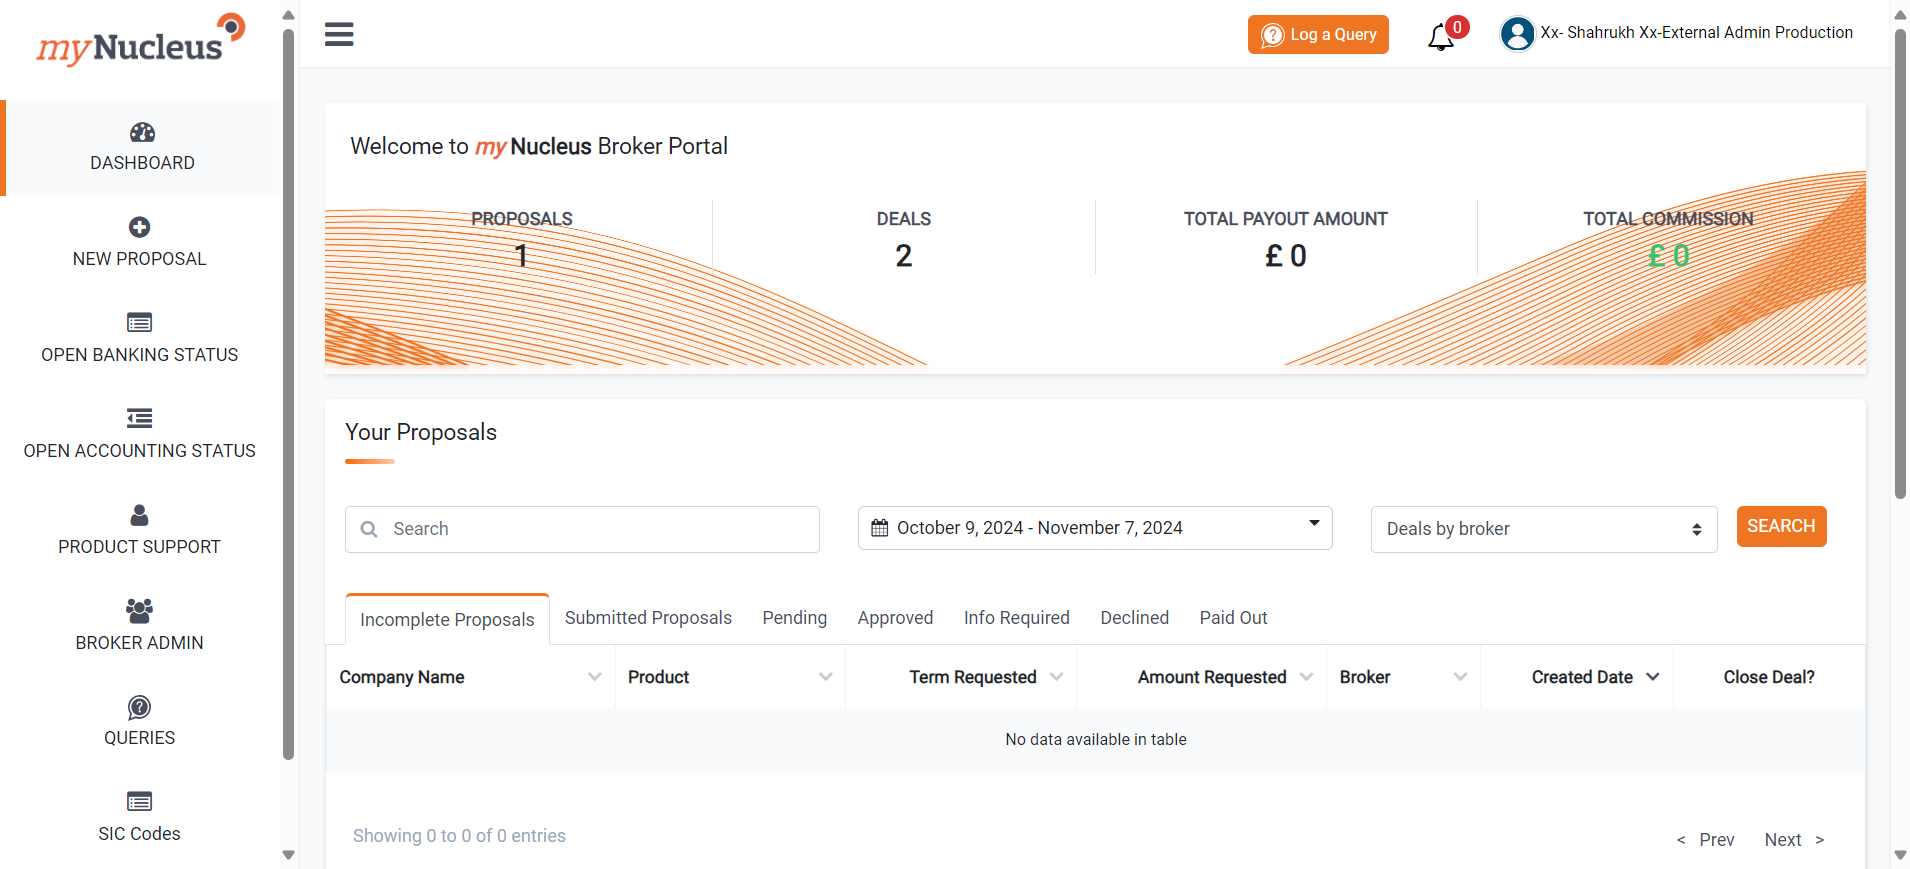 myNucleus
DASHBOARD
NEW PROPOSAL
OPEN BANKING STATUS
OPEN ACCOUNTING STATUS
PRODUCT SUPPORT
BROKER ADMIN
QUERIES
SIC Codes
Log a Query
0
Xx- Shahrukh Xx-External Admin Production
Welcome to my Nucleus Broker Portal
PROPOSALS
1
DEALS
2
TOTAL PAYOUT AMOUNT
£ 0
TOTAL COMMISSION
£ 0
Your Proposals
Search
October 9, 2024 - November 7, 2024
Deals by broker
SEARCH
Incomplete Proposals Submitted Proposals Pending Approved Info Required Declined Paid Out
Company Name Product Term Requested Amount Requested Broker Created Date Close Deal?
No data available in table
Showing 0 to 0 of 0 entries
< Prev Next >